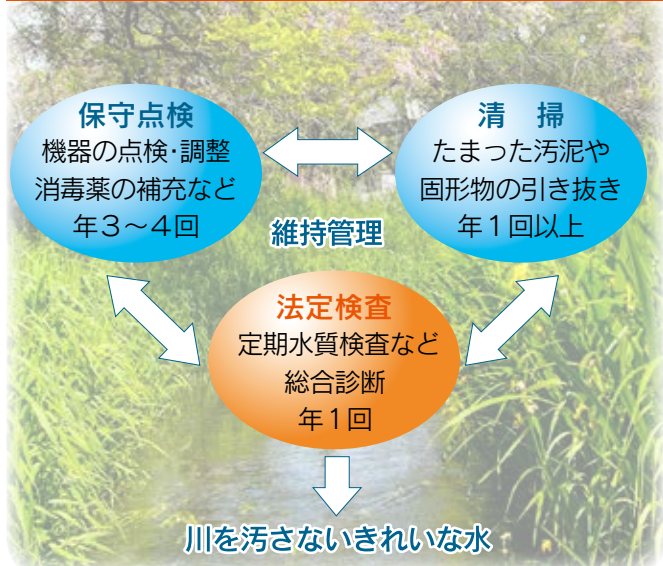 保守点検
機器の点検･調整
消毒薬の補充など
年3～4回
清　掃
たまった汚泥や
固形物の引き抜き
年1回以上
維持管理
法定検査
定期水質検査など
総合診断
年1回
川を汚さないきれいな水